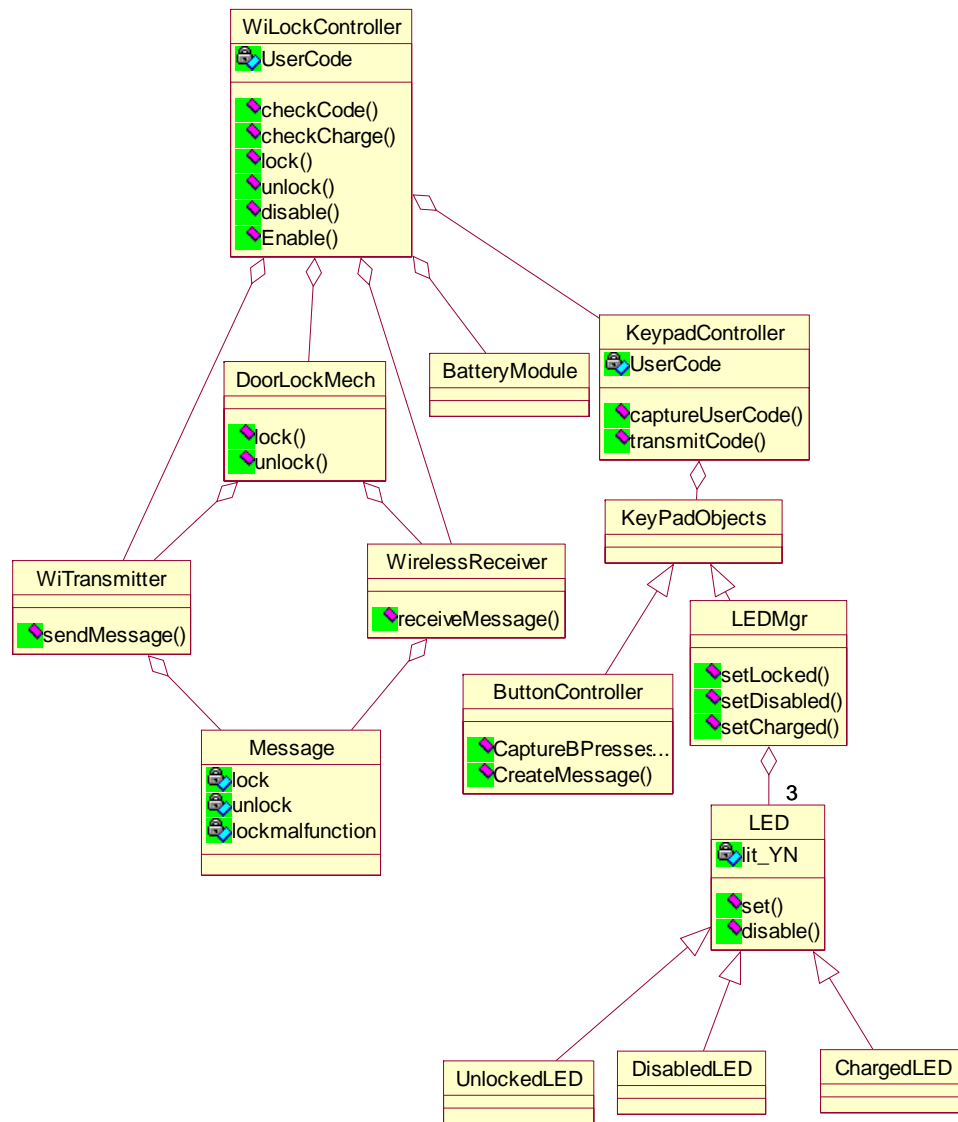 WiLockController
UserCode
checkCode()
checkCharge()
lock()
unlock()
disable()
Enable()
KeypadController
UserCode
captureUserCode()
transmitCode()
BatteryModule
DoorLockMech
lock()
unlock()
KeyPadObjects
WiTransmitter
sendMessage()
WirelessReceiver
receiveMessage()
LEDMgr
setLocked()
setDisabled()
setCharged()
ButtonController
CaptureBPresses...
CreateMessage()
Message
lock
unlock
lockmalfunction
3
LED
lit_YN
set()
disable()
UnlockedLED
DisabledLED
ChargedLED